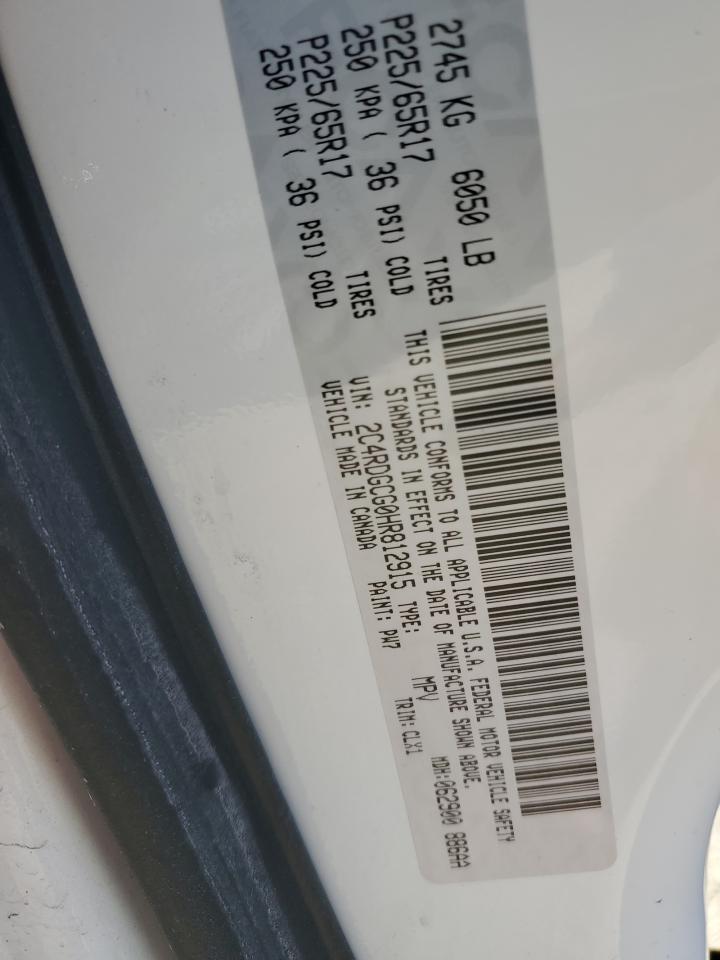 2745 KG 6050 LB
P225/65R17 TIRES
250 KPA ( 36 PSI) COLD
P225/65R17 TIRES
250 KPA ( 36 PSI) COLD
THIS VEHICLE CONFORMS TO ALL APPLICABLE U.S.A. FEDERAL MOTOR VEHICLE SAFETY
STANDARDS IN EFFECT ON THE DATE OF MANUFACTURE SHOWN ABOVE.
VIN: 2C4RDGCG0HR812915 TYPE: MPV MDH:062900 886AA
VEHICLE MADE IN CANADA PAINT: PW7 TRIM: CLX1